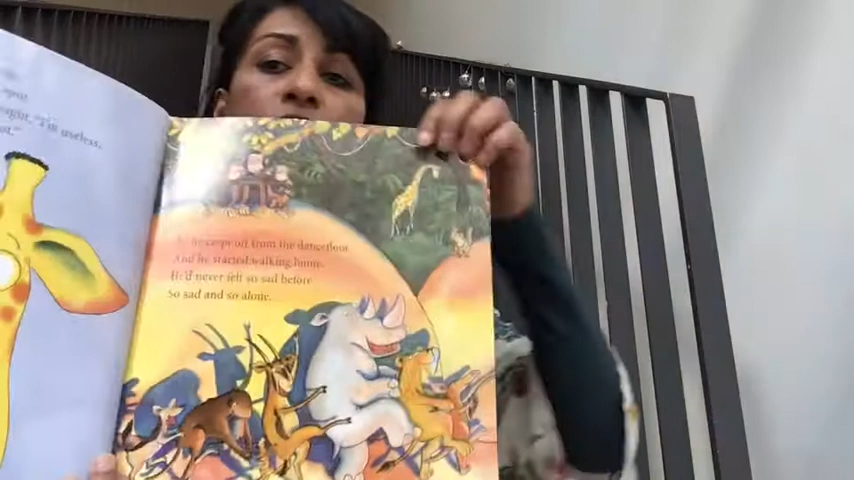 thought, "I'm useless,
So he crept off from the dancefloor
And he started walking home.
He'd never felt so sad before
So sad and so alone.